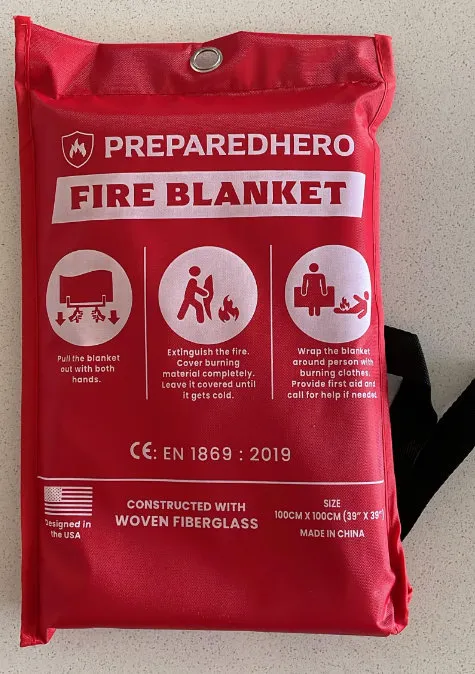 PREPAREDHERO
FIRE BLANKET
Pull the blanket
out with both
hands.
Extinguish the fire.
Cover burning
material completely.
Leave it covered until
it gets cold.
Wrap the blanket
around person with
burning clothes.
Provide first aid and
call for help if needed.
CE: EN 1869 : 2019
Designed in
the USA
CONSTRUCTED WITH
WOVEN FIBERGLASS
SIZE
100CM X 100CM (39" X 39")
MADE IN CHINA